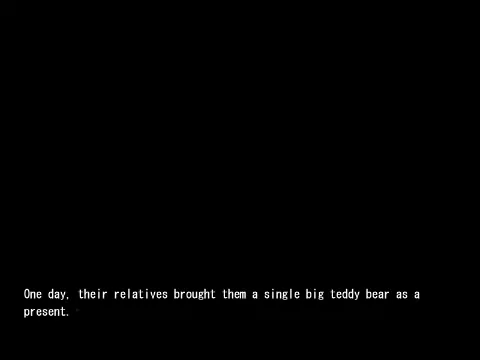 One day, their relatives brought them a single big teddy bear as a
present.